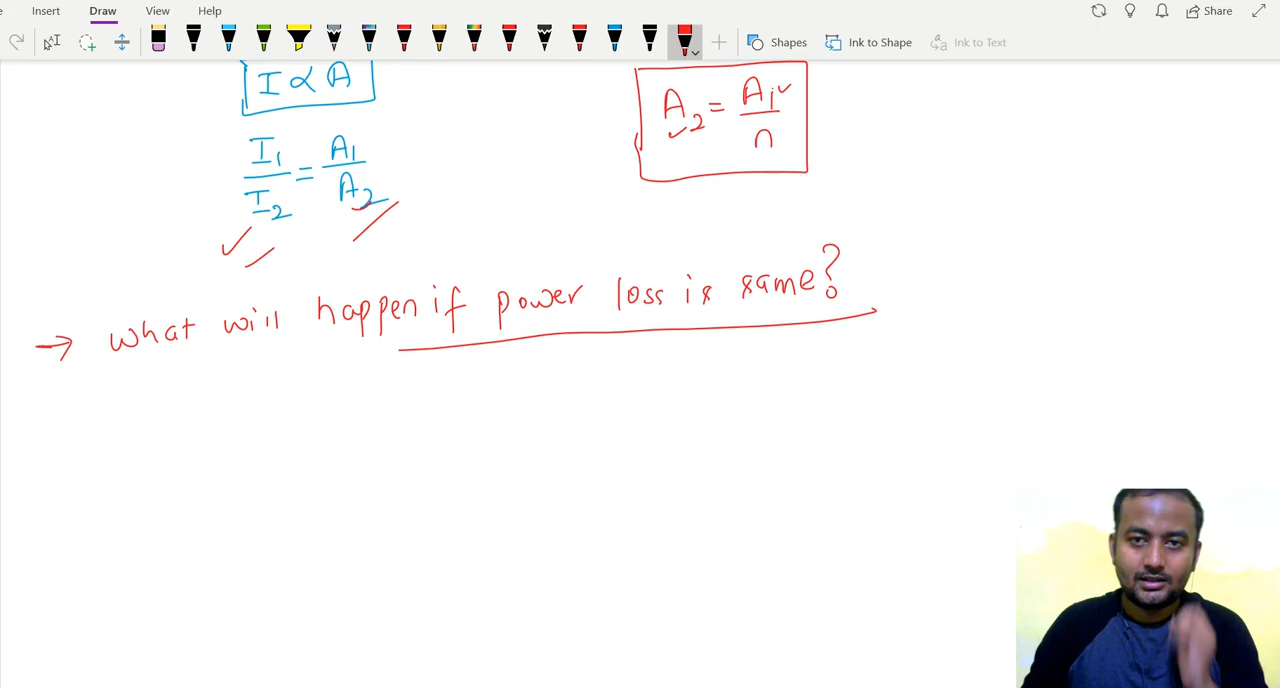 Insert Draw View Help
Share
Shapes
Ink to Shape
Ink to Text
I ∝ A
I1/I2 = A1/A2
A2 = A1/n
→ what will happen if power loss is same?